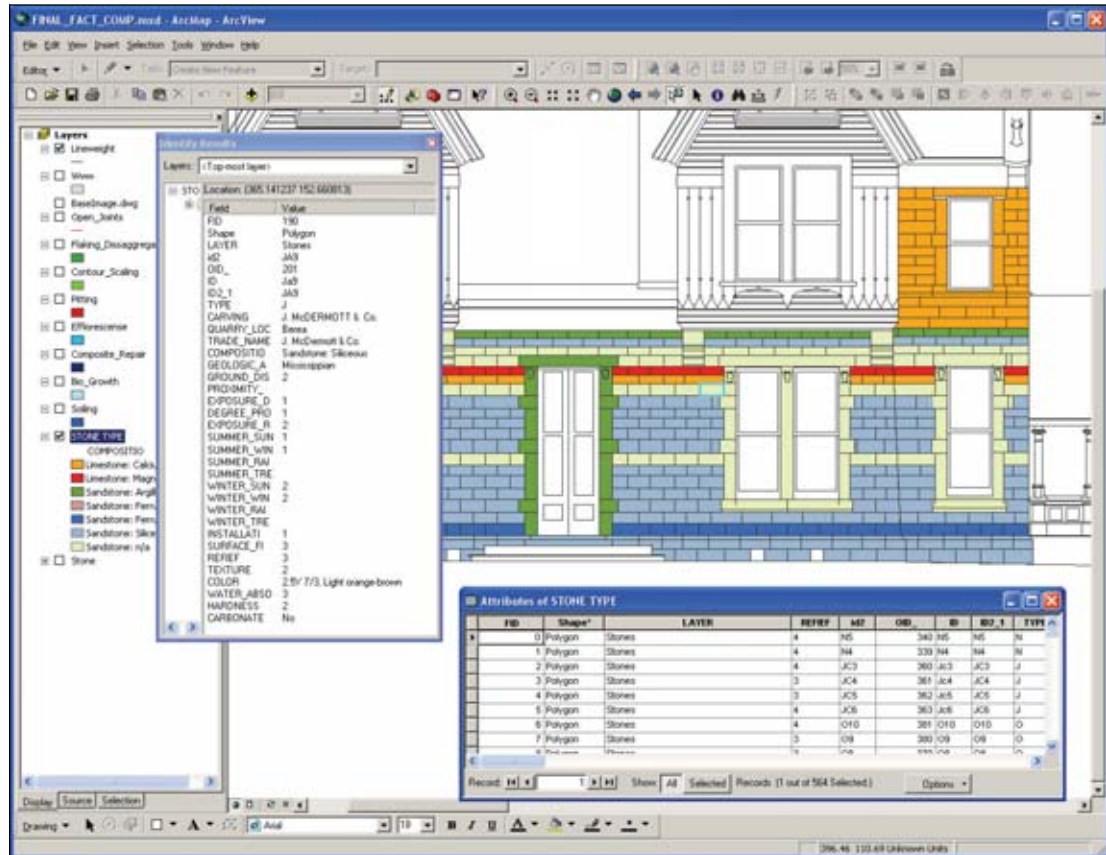 FINAL_FACT_COMP.mxd - ArcMap - ArcView
File Edit View Insert Selection Tools Window Help
Editor Task: Create New Feature Target:
Layers
Lineweight
BaseImage.dwg
Open_Joints
Flaking_Dissaggrega
Contour_Scaling
Pitting
Efflorescense
Composite_Repair
Bio_Growth
Soiling
STONE TYPE
COMPOSITIO
Limestone: Calci
Limestone: Magn
Sandstone: Argil
Sandstone: Ferru
Sandstone: Ferru
Sandstone: Silice
Sandstone: n/a
Stone
Display Source Selection
Identify Results
Layers: <Top-most layer>
STO
Location: (365.141237 152.660813)
Field Value
FID 190
Shape Polygon
LAYER Stones
id2 JA9
OID_ 201
ID Ja9
ID2_1 JA9
TYPE J
CARVING J. McDERMOTT & Co.
QUARRY_LOC Berea
TRADE_NAME J. McDermott & Co.
COMPOSITIO Sandstone: Siliceous
GEOLOGIC_A Mississippian
GROUND_DIS 2
PROXIMITY_
EXPOSURE_D 1
DEGREE_PRO 1
EXPOSURE_R 2
SUMMER_SUN 1
SUMMER_WIN 1
SUMMER_RAI
SUMMER_TRE
WINTER_SUN 2
WINTER_WIN 2
WINTER_RAI
WINTER_TRE
INSTALLATI 1
SURFACE_FI 3
REFIEF 3
TEXTURE 2
COLOR 2.5Y 7/3, Light orange-brown
WATER_ABSO 3
HARDNESS 2
CARBONATE No
Attributes of STONE TYPE
FID Shape* LAYER REFIEF id2 OID_ ID ID2_1 TYPE
0 Polygon Stones 4 N5 340 N5 N5 N
1 Polygon Stones 4 N4 339 N4 N4 N
2 Polygon Stones 4 JC3 360 Jc3 JC3 J
3 Polygon Stones 3 JC4 361 Jc4 JC4 J
4 Polygon Stones 3 JC5 362 Jc5 JC5 J
5 Polygon Stones 4 JC6 363 Jc6 JC6 J
6 Polygon Stones 4 O10 381 O10 O10 O
7 Polygon Stones 3 O9 380 O9 O9 O
Record: 1 Show: All Selected Records (1 out of 564 Selected.) Options
Drawing Arial 10 B I U A
396.46 110.69 Unknown Units